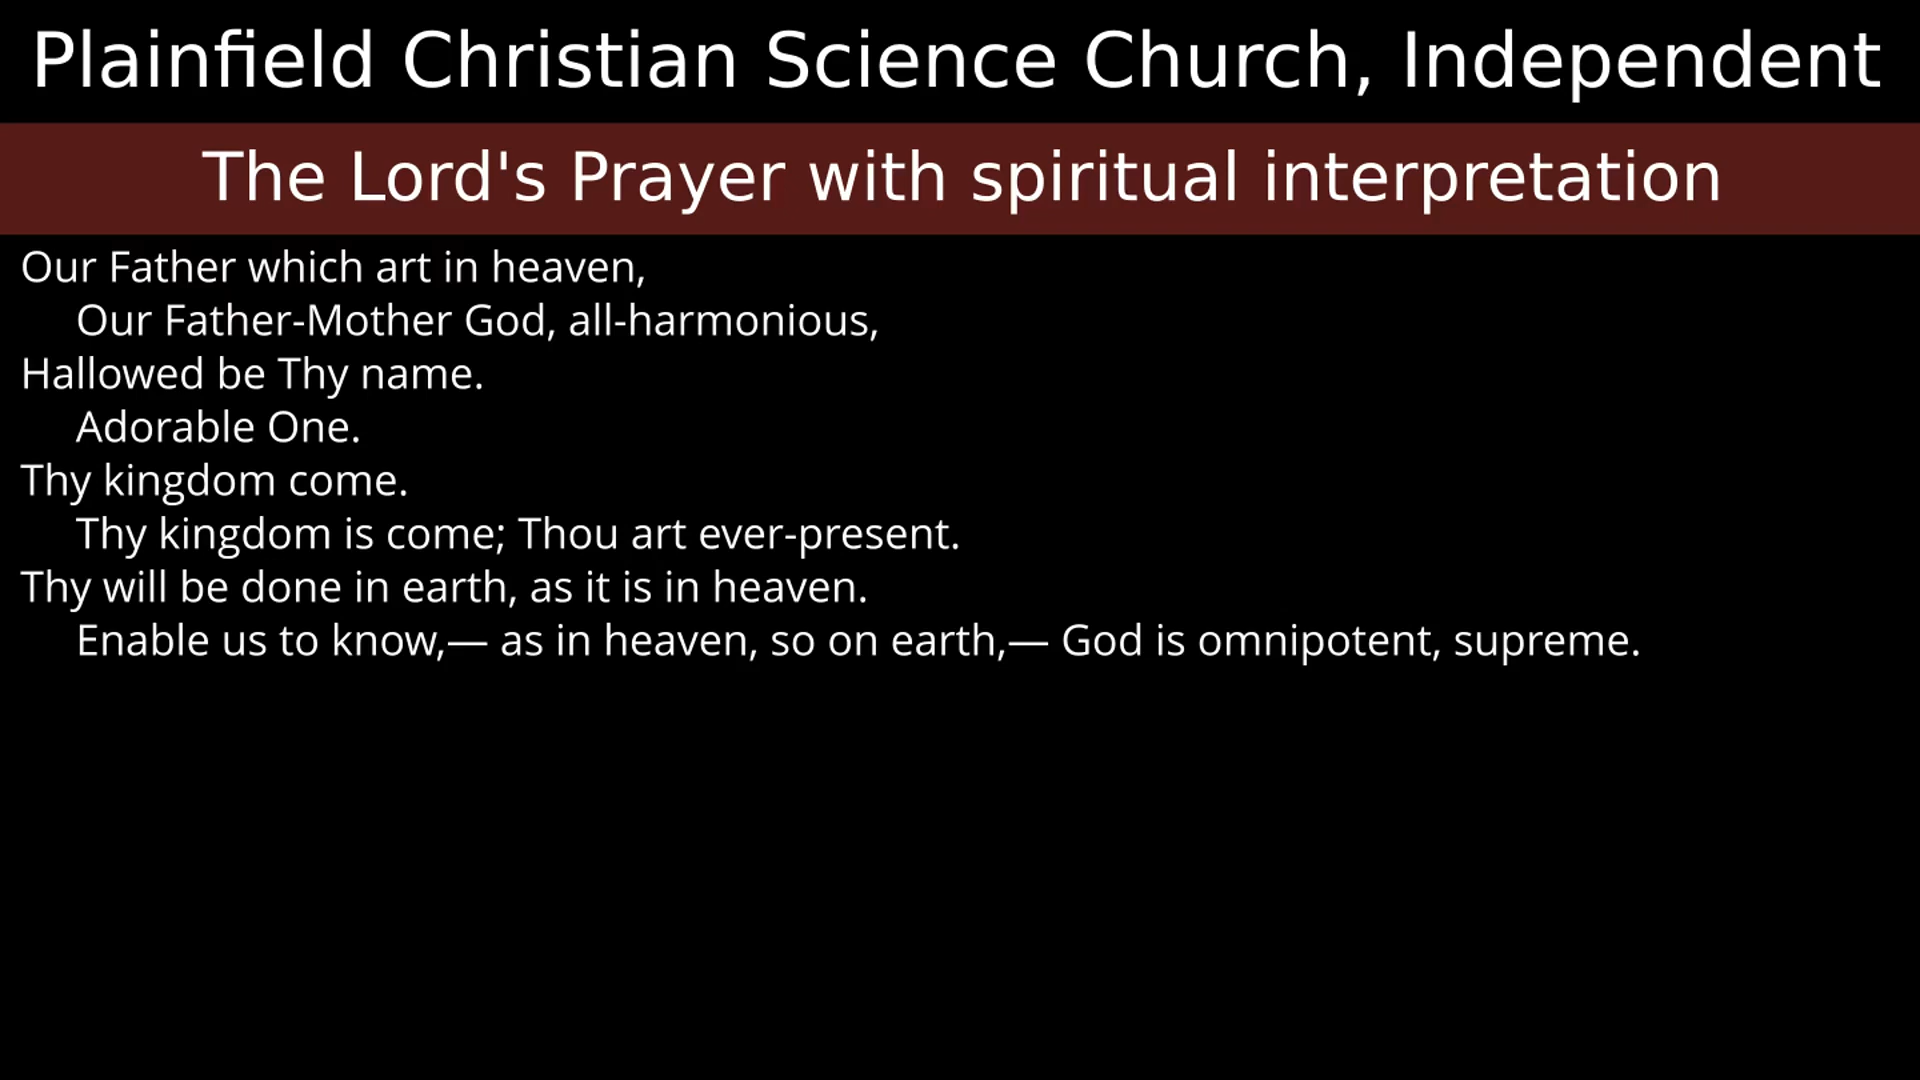 Plainfield Christian Science Church, Independent
The Lord's Prayer with spiritual interpretation
Our Father which art in heaven,
Our Father-Mother God, all-harmonious,
Hallowed be Thy name.
Adorable One.
Thy kingdom come.
Thy kingdom is come; Thou art ever-present.
Thy will be done in earth, as it is in heaven.
Enable us to know,— as in heaven, so on earth,— God is omnipotent, supreme.